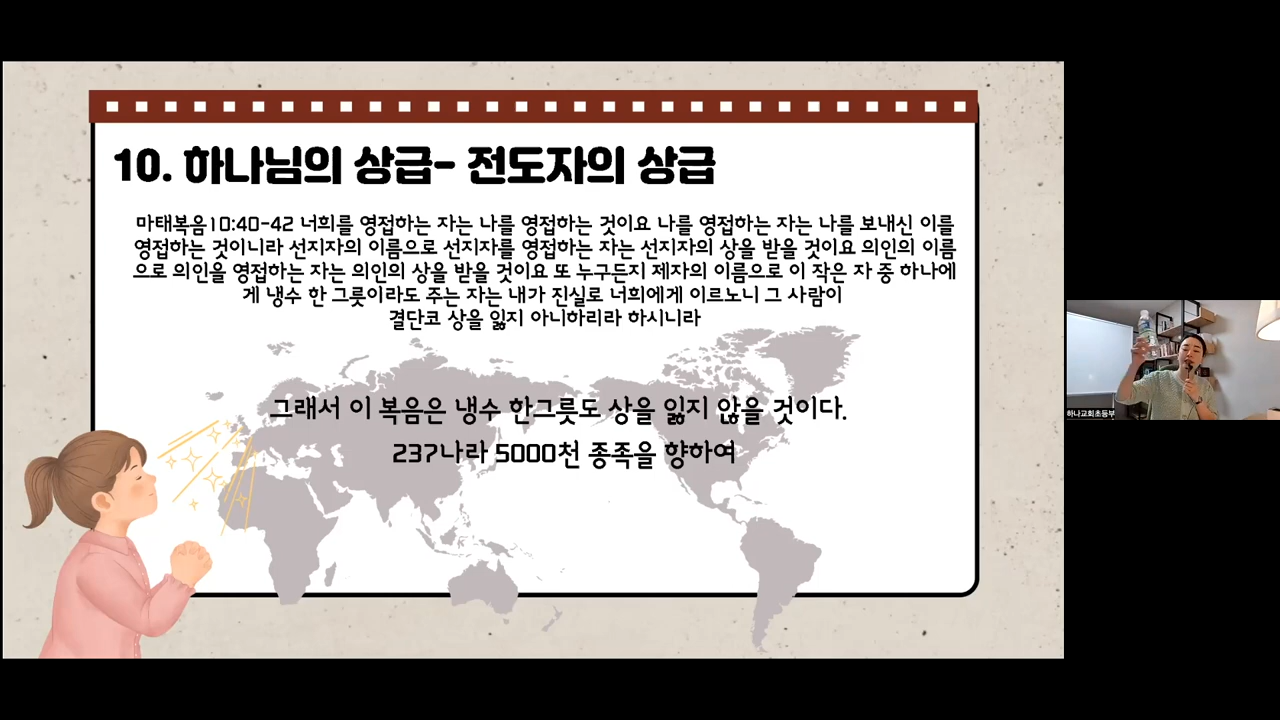 10. 하나님의 상급- 전도자의 상급
마태복음10:40-42 너희를 영접하는 자는 나를 영접하는 것이요 나를 영접하는 자는 나를 보내신 이를
영접하는 것이니라 선지자의 이름으로 선지자를 영접하는 자는 선지자의 상을 받을 것이요 의인의 이름
으로 의인을 영접하는 자는 의인의 상을 받을 것이요 또 누구든지 제자의 이름으로 이 작은 자 중 하나에
게 냉수 한 그릇이라도 주는 자는 내가 진실로 너희에게 이르노니 그 사람이
결단코 상을 잃지 아니하리라 하시니라
그래서 이 복음은 냉수 한그릇도 상을 잃지 않을 것이다.
237나라 5000천 종족을 향하여
하나교회초등부